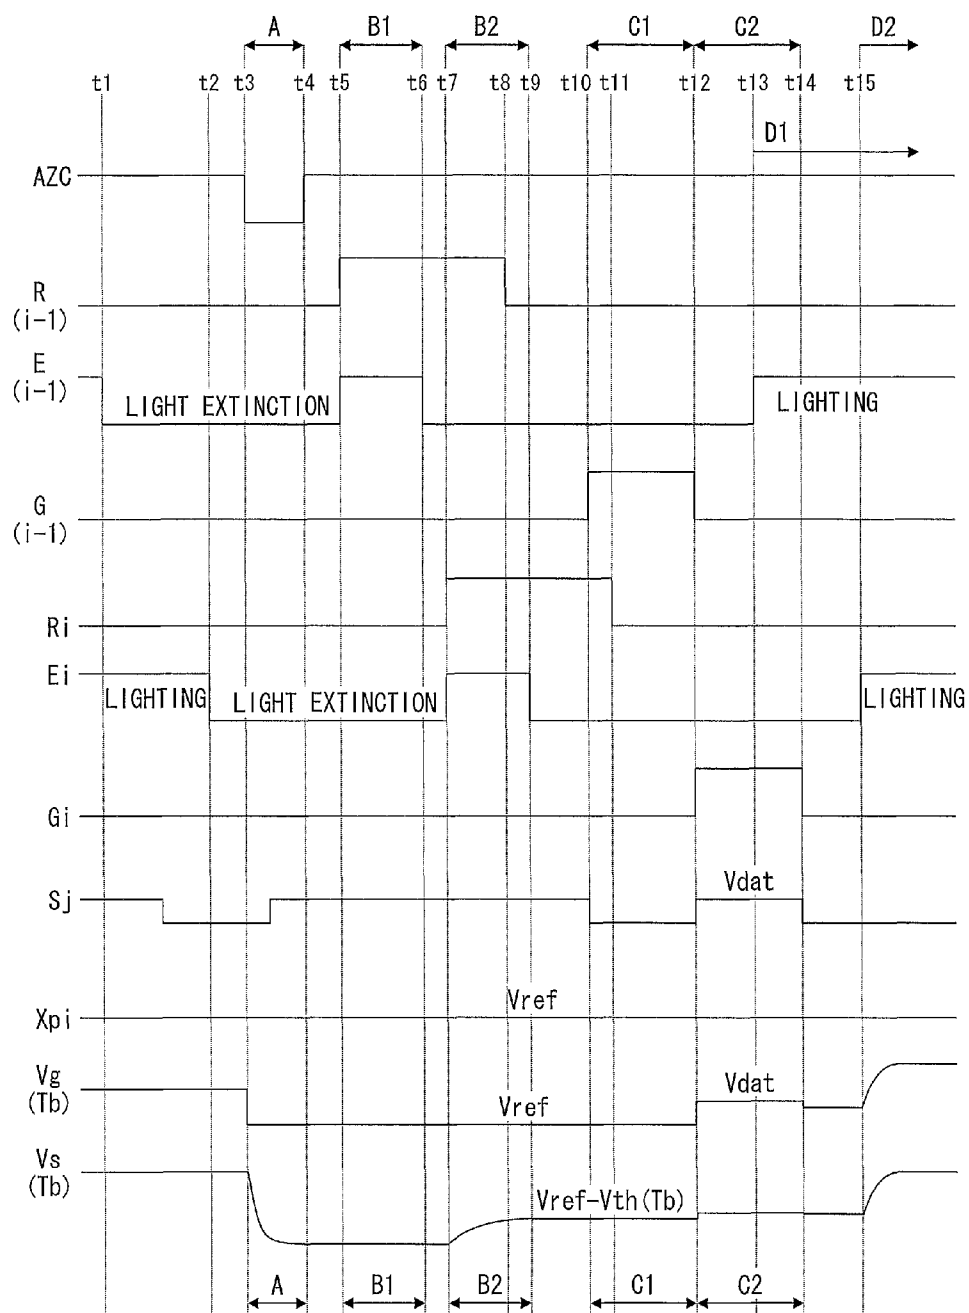 A B1 B2 C1 C2 D2
t1 t2 t3 t4 t5 t6 t7 t8 t9 t10 t11 t12 t13 t14 t15
D1
AZC
R
(i-1)
E
(i-1)
LIGHT EXTINCTION
LIGHTING
G
(i-1)
Ri
Ei
LIGHTING
LIGHT EXTINCTION
LIGHTING
Gi
Sj
Vdat
Xpi
Vref
Vg
(Tb)
Vref
Vdat
Vs
(Tb)
Vref-Vth(Tb)
A B1 B2 C1 C2